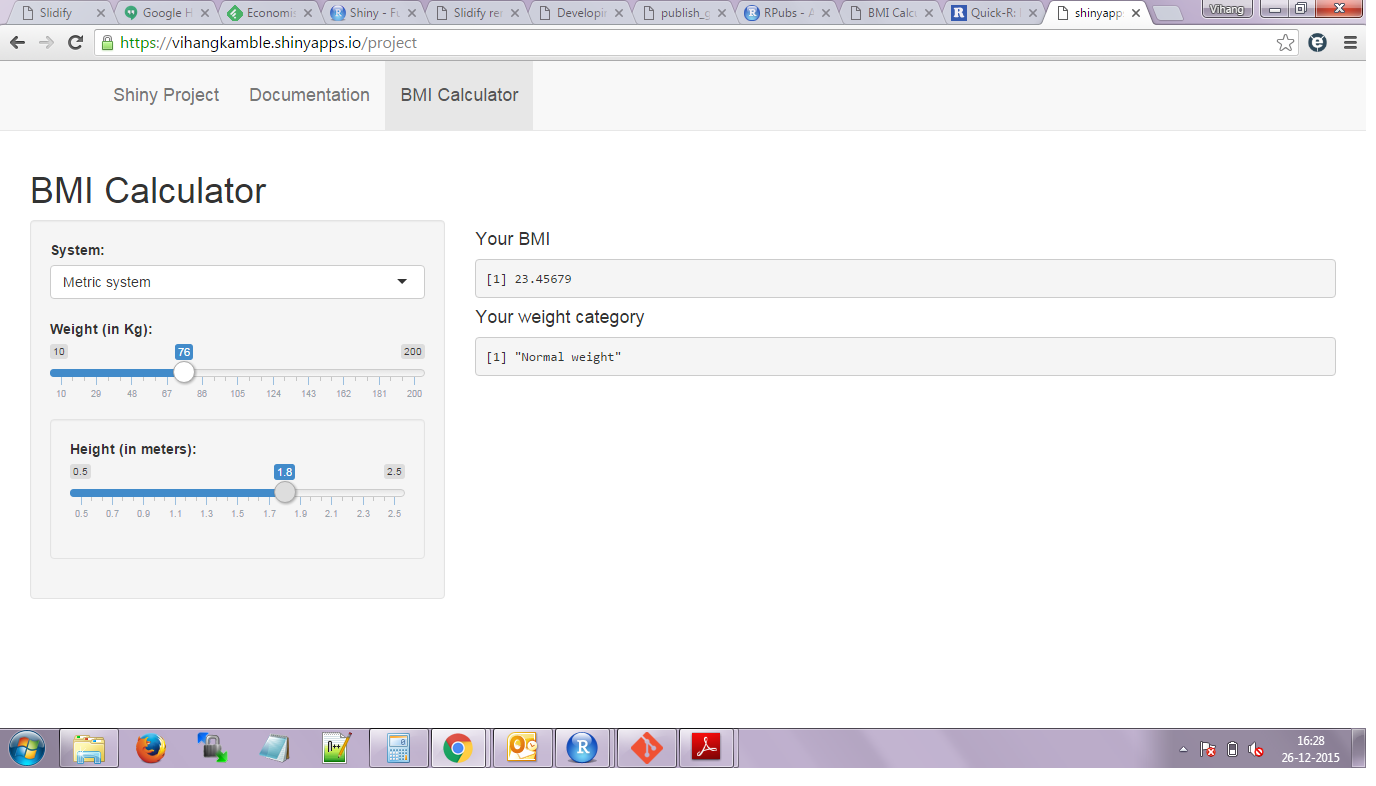 Slidify Google H Economis Shiny - Fu Slidify re Developin publish_g RPubs - A BMI Calcu Quick-R: shinyapp Vihang
https://vihangkamble.shinyapps.io/project
Shiny Project Documentation BMI Calculator
BMI Calculator
System:
Metric system
Weight (in Kg):
10 76 200
10 29 48 67 86 105 124 143 162 181 200
Height (in meters):
0.5 1.8 2.5
0.5 0.7 0.9 1.1 1.3 1.5 1.7 1.9 2.1 2.3 2.5
Your BMI
[1] 23.45679
Your weight category
[1] "Normal weight"
16:28
26-12-2015